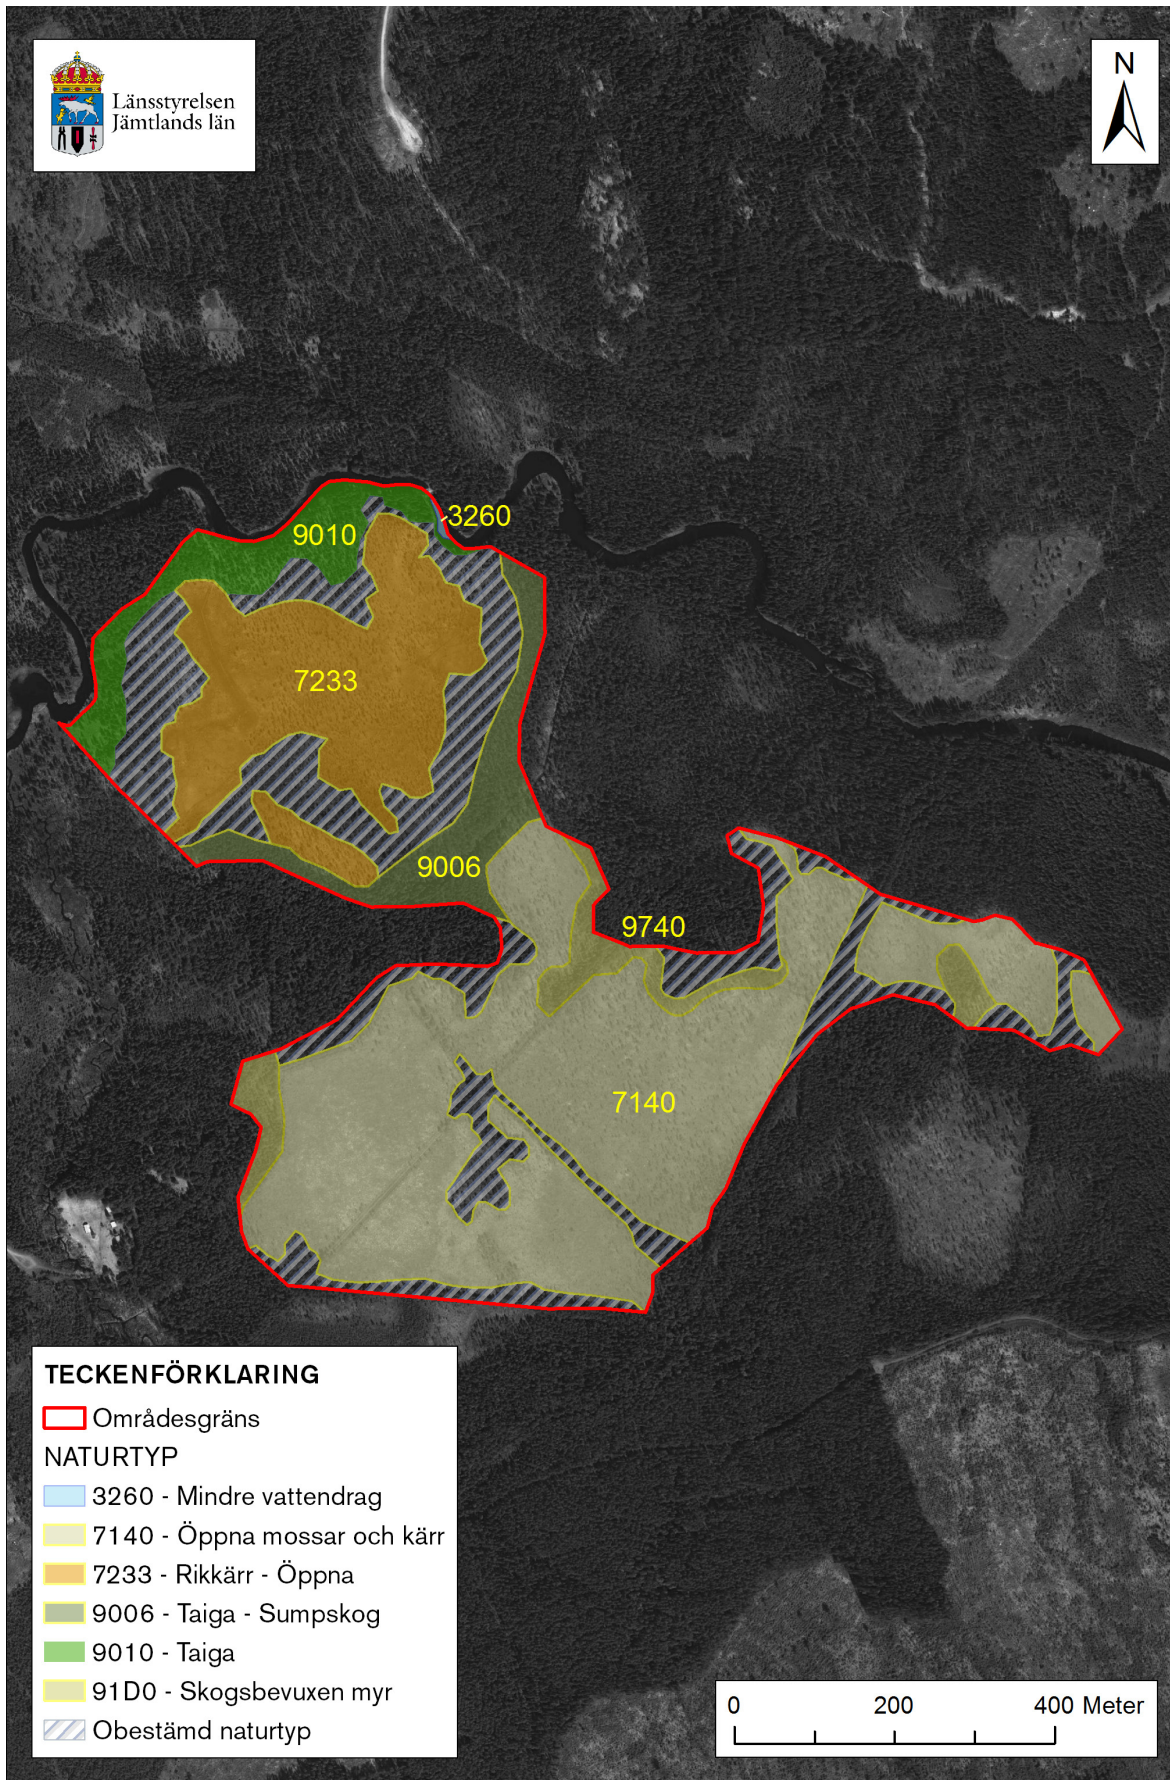 Länsstyrelsen
Jämtlands län
N
3260
9010
7233
9006
9740
7140
TECKENFÖRKLARING
Områdesgräns
NATURTYP
3260 - Mindre vattendrag
7140 - Öppna mossar och kärr
7233 - Rikkärr - Öppna
9006 - Taiga - Sumpskog
9010 - Taiga
91D0 - Skogsbevuxen myr
Obestämd naturtyp
0 200 400 Meter